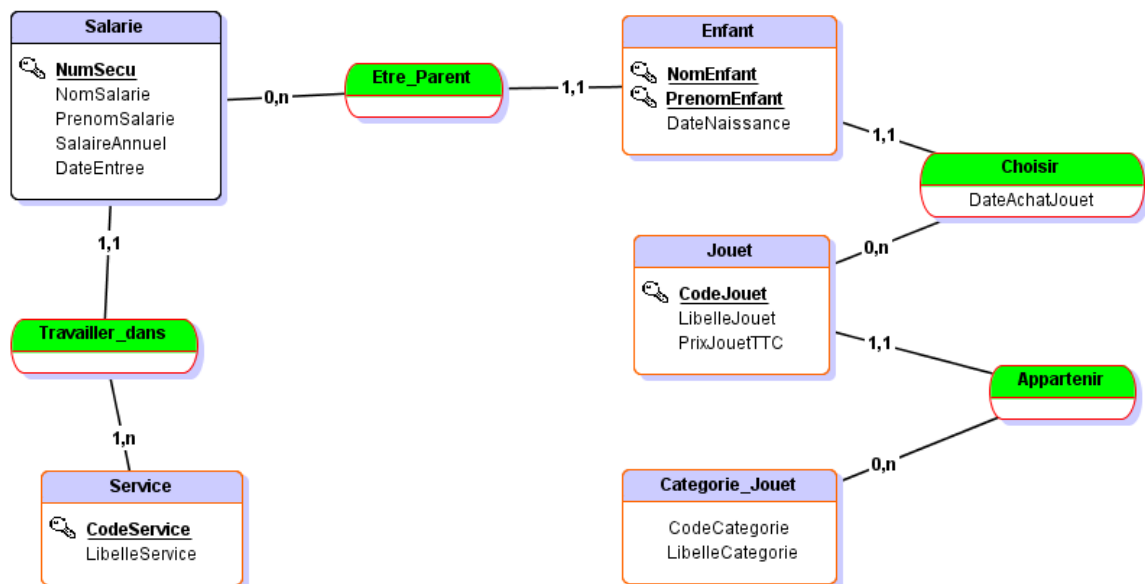 Salarie
NumSecu
NomSalarie
PrenomSalarie
SalaireAnnuel
DateEntree
0,n
Etre_Parent
1,1
Enfant
NomEnfant
PrenomEnfant
DateNaissance
1,1
Choisir
DateAchatJouet
0,n
Jouet
CodeJouet
LibelleJouet
PrixJouetTTC
1,1
Appartenir
0,n
Categorie_Jouet
CodeCategorie
LibelleCategorie
1,1
Travailler_dans
1,n
Service
CodeService
LibelleService